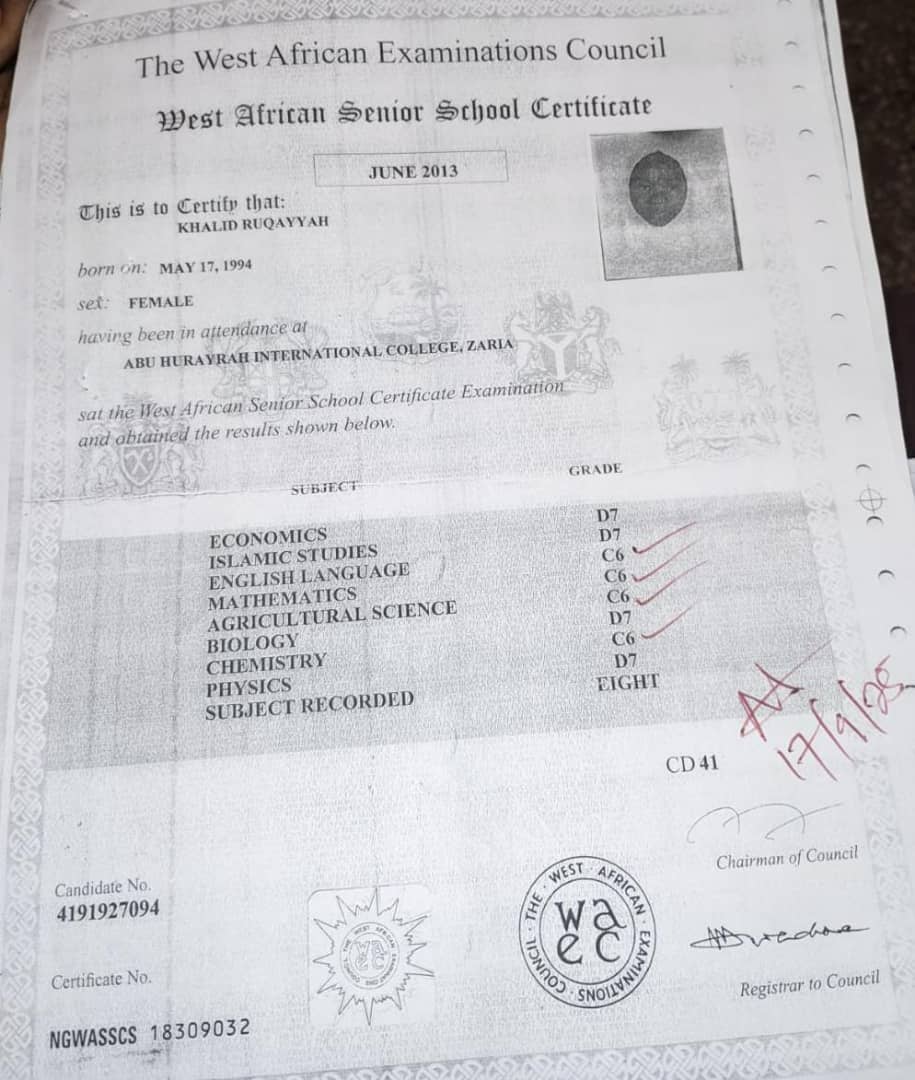 The West African Examinations Council
West African Senior School Certificate
JUNE 2013
This is to Certify that:
KHALID RUQAYYAH
born on: MAY 17, 1994
sex: FEMALE
having been in attendance at
ABU HURAYRAH INTERNATIONAL COLLEGE, ZARIA
sat the West African Senior School Certificate Examination
and obtained the results shown below.
SUBJECT GRADE
ECONOMICS D7
ISLAMIC STUDIES D7
ENGLISH LANGUAGE C6
MATHEMATICS C6
AGRICULTURAL SCIENCE C6
BIOLOGY D7
CHEMISTRY C6
PHYSICS D7
SUBJECT RECORDED EIGHT
17/9/25
CD 41
Chairman of Council
Candidate No.
4191927094
THE · WEST · AFRICAN · EXAMINATIONS · COUNCIL
waec
Registrar to Council
Certificate No.
NGWASSCS 18309032